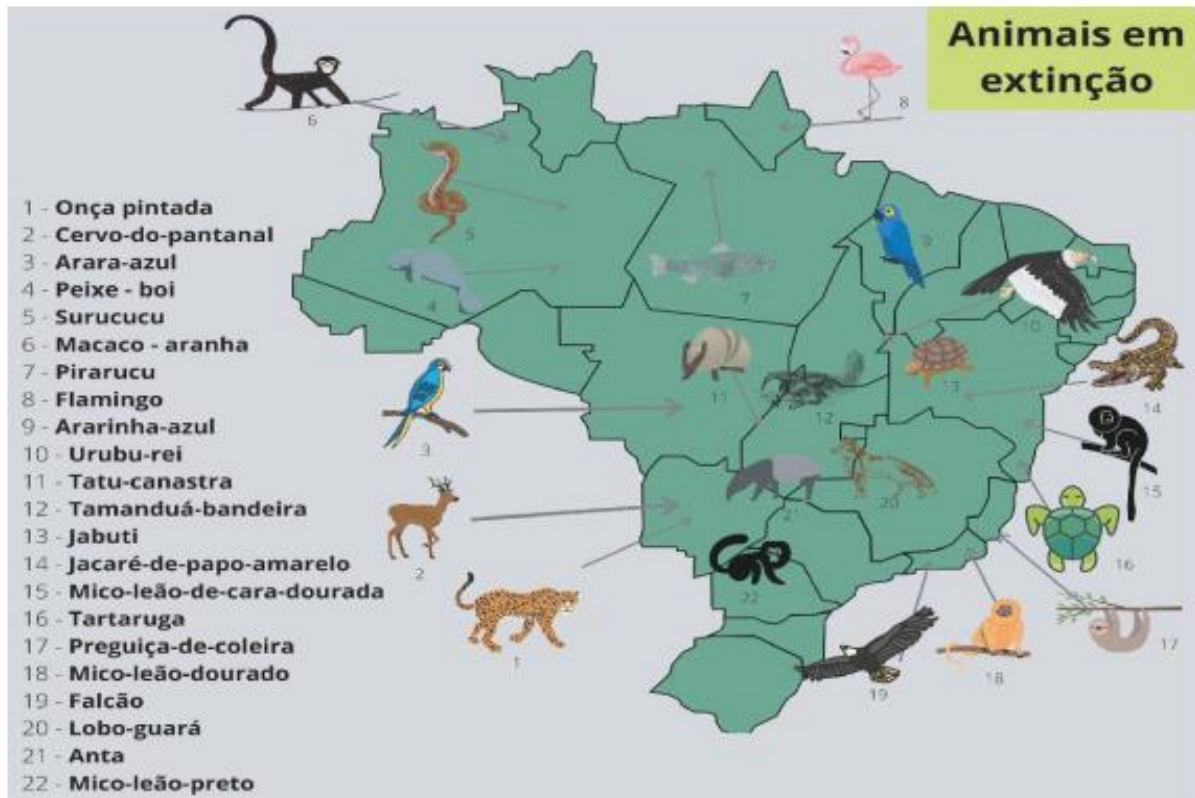 Animais em
extinção
1 - Onça pintada
2 - Cervo-do-pantanal
3 - Arara-azul
4 - Peixe - boi
5 - Surucucu
6 - Macaco - aranha
7 - Pirarucu
8 - Flamingo
9 - Ararinha-azul
10 - Urubu-rei
11 - Tatu-canastra
12 - Tamanduá-bandeira
13 - Jabuti
14 - Jacaré-de-papo-amarelo
15 - Mico-leão-de-cara-dourada
16 - Tartaruga
17 - Preguiça-de-coleira
18 - Mico-leão-dourado
19 - Falcão
20 - Lobo-guará
21 - Anta
22 - Mico-leão-preto
6
8
5
9
4
7
10
11
13
12
14
3
15
20
21
2
16
22
1
17
19
18